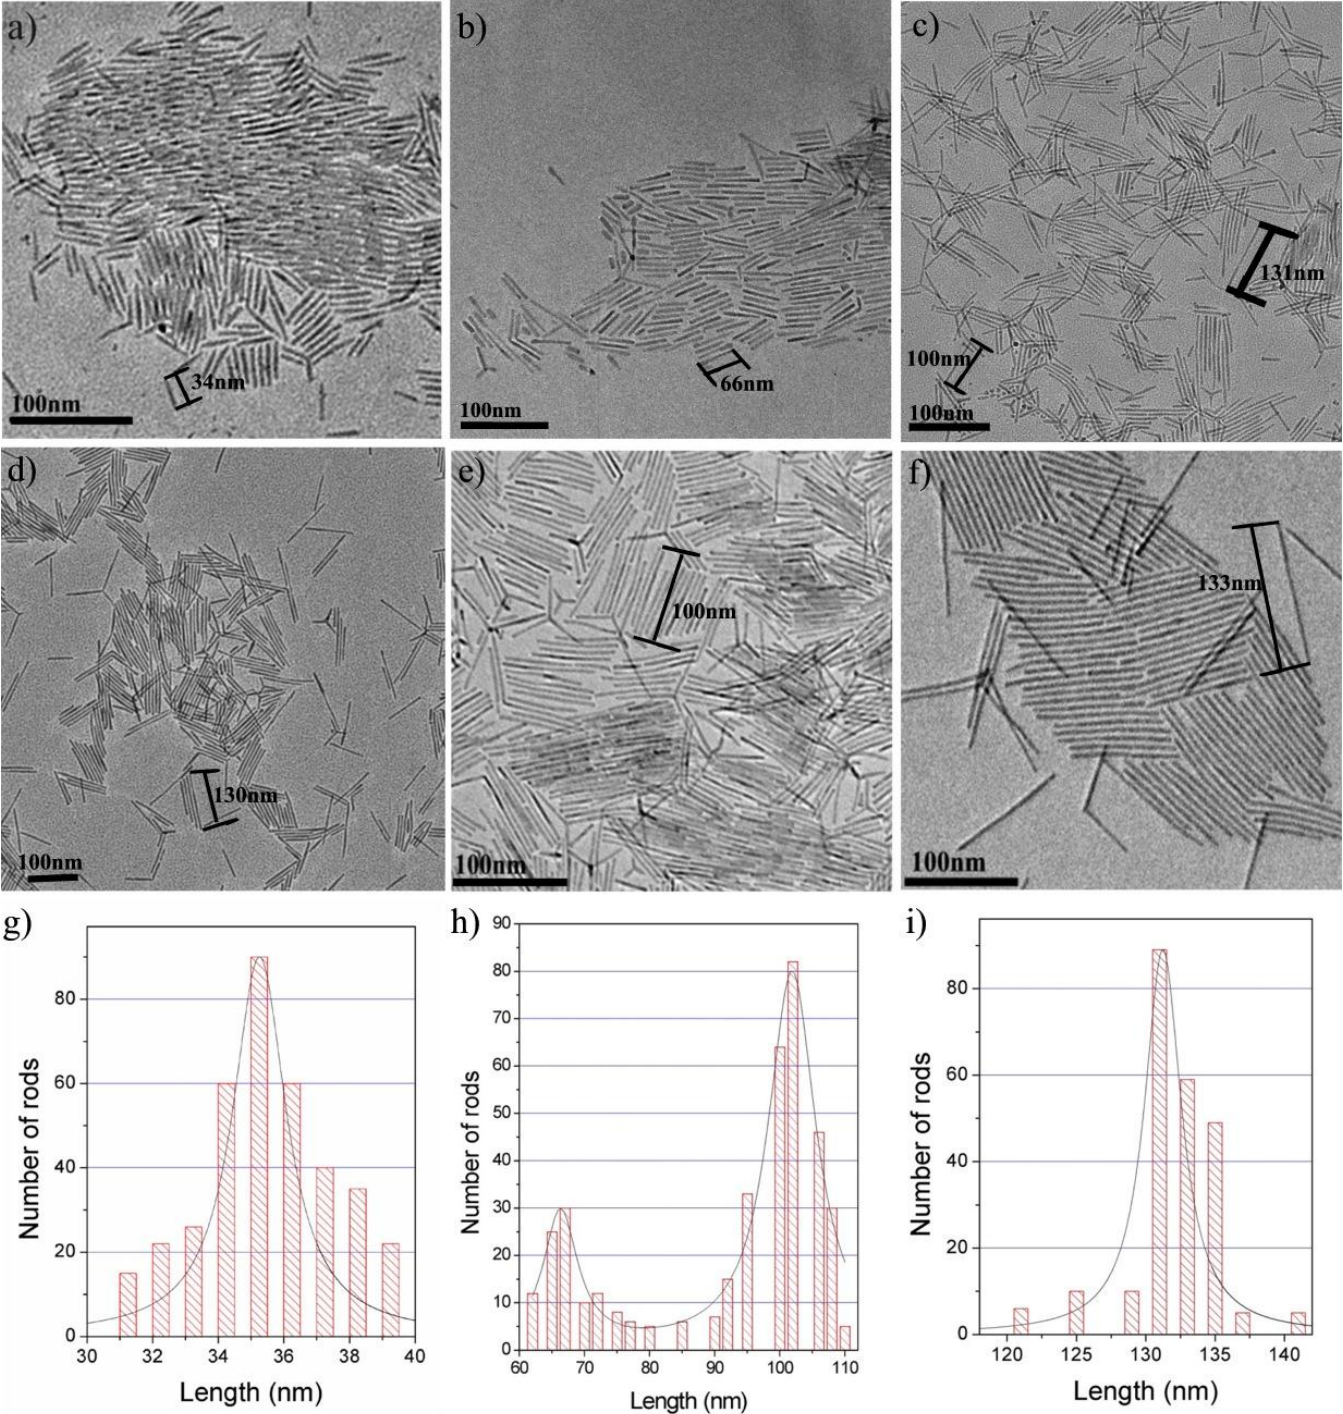 a)
34nm
100nm
b)
66nm
100nm
c)
131nm
100nm
100nm
d)
130nm
100nm
e)
100nm
100nm
f)
133nm
100nm
g)
80
60
40
20
0
30 32 34 36 38 40
Number of rods
Length (nm)
h)
90
80
70
60
50
40
30
20
10
0
60 70 80 90 100 110
Number of rods
Length (nm)
i)
80
60
40
20
0
120 125 130 135 140
Number of rods
Length (nm)